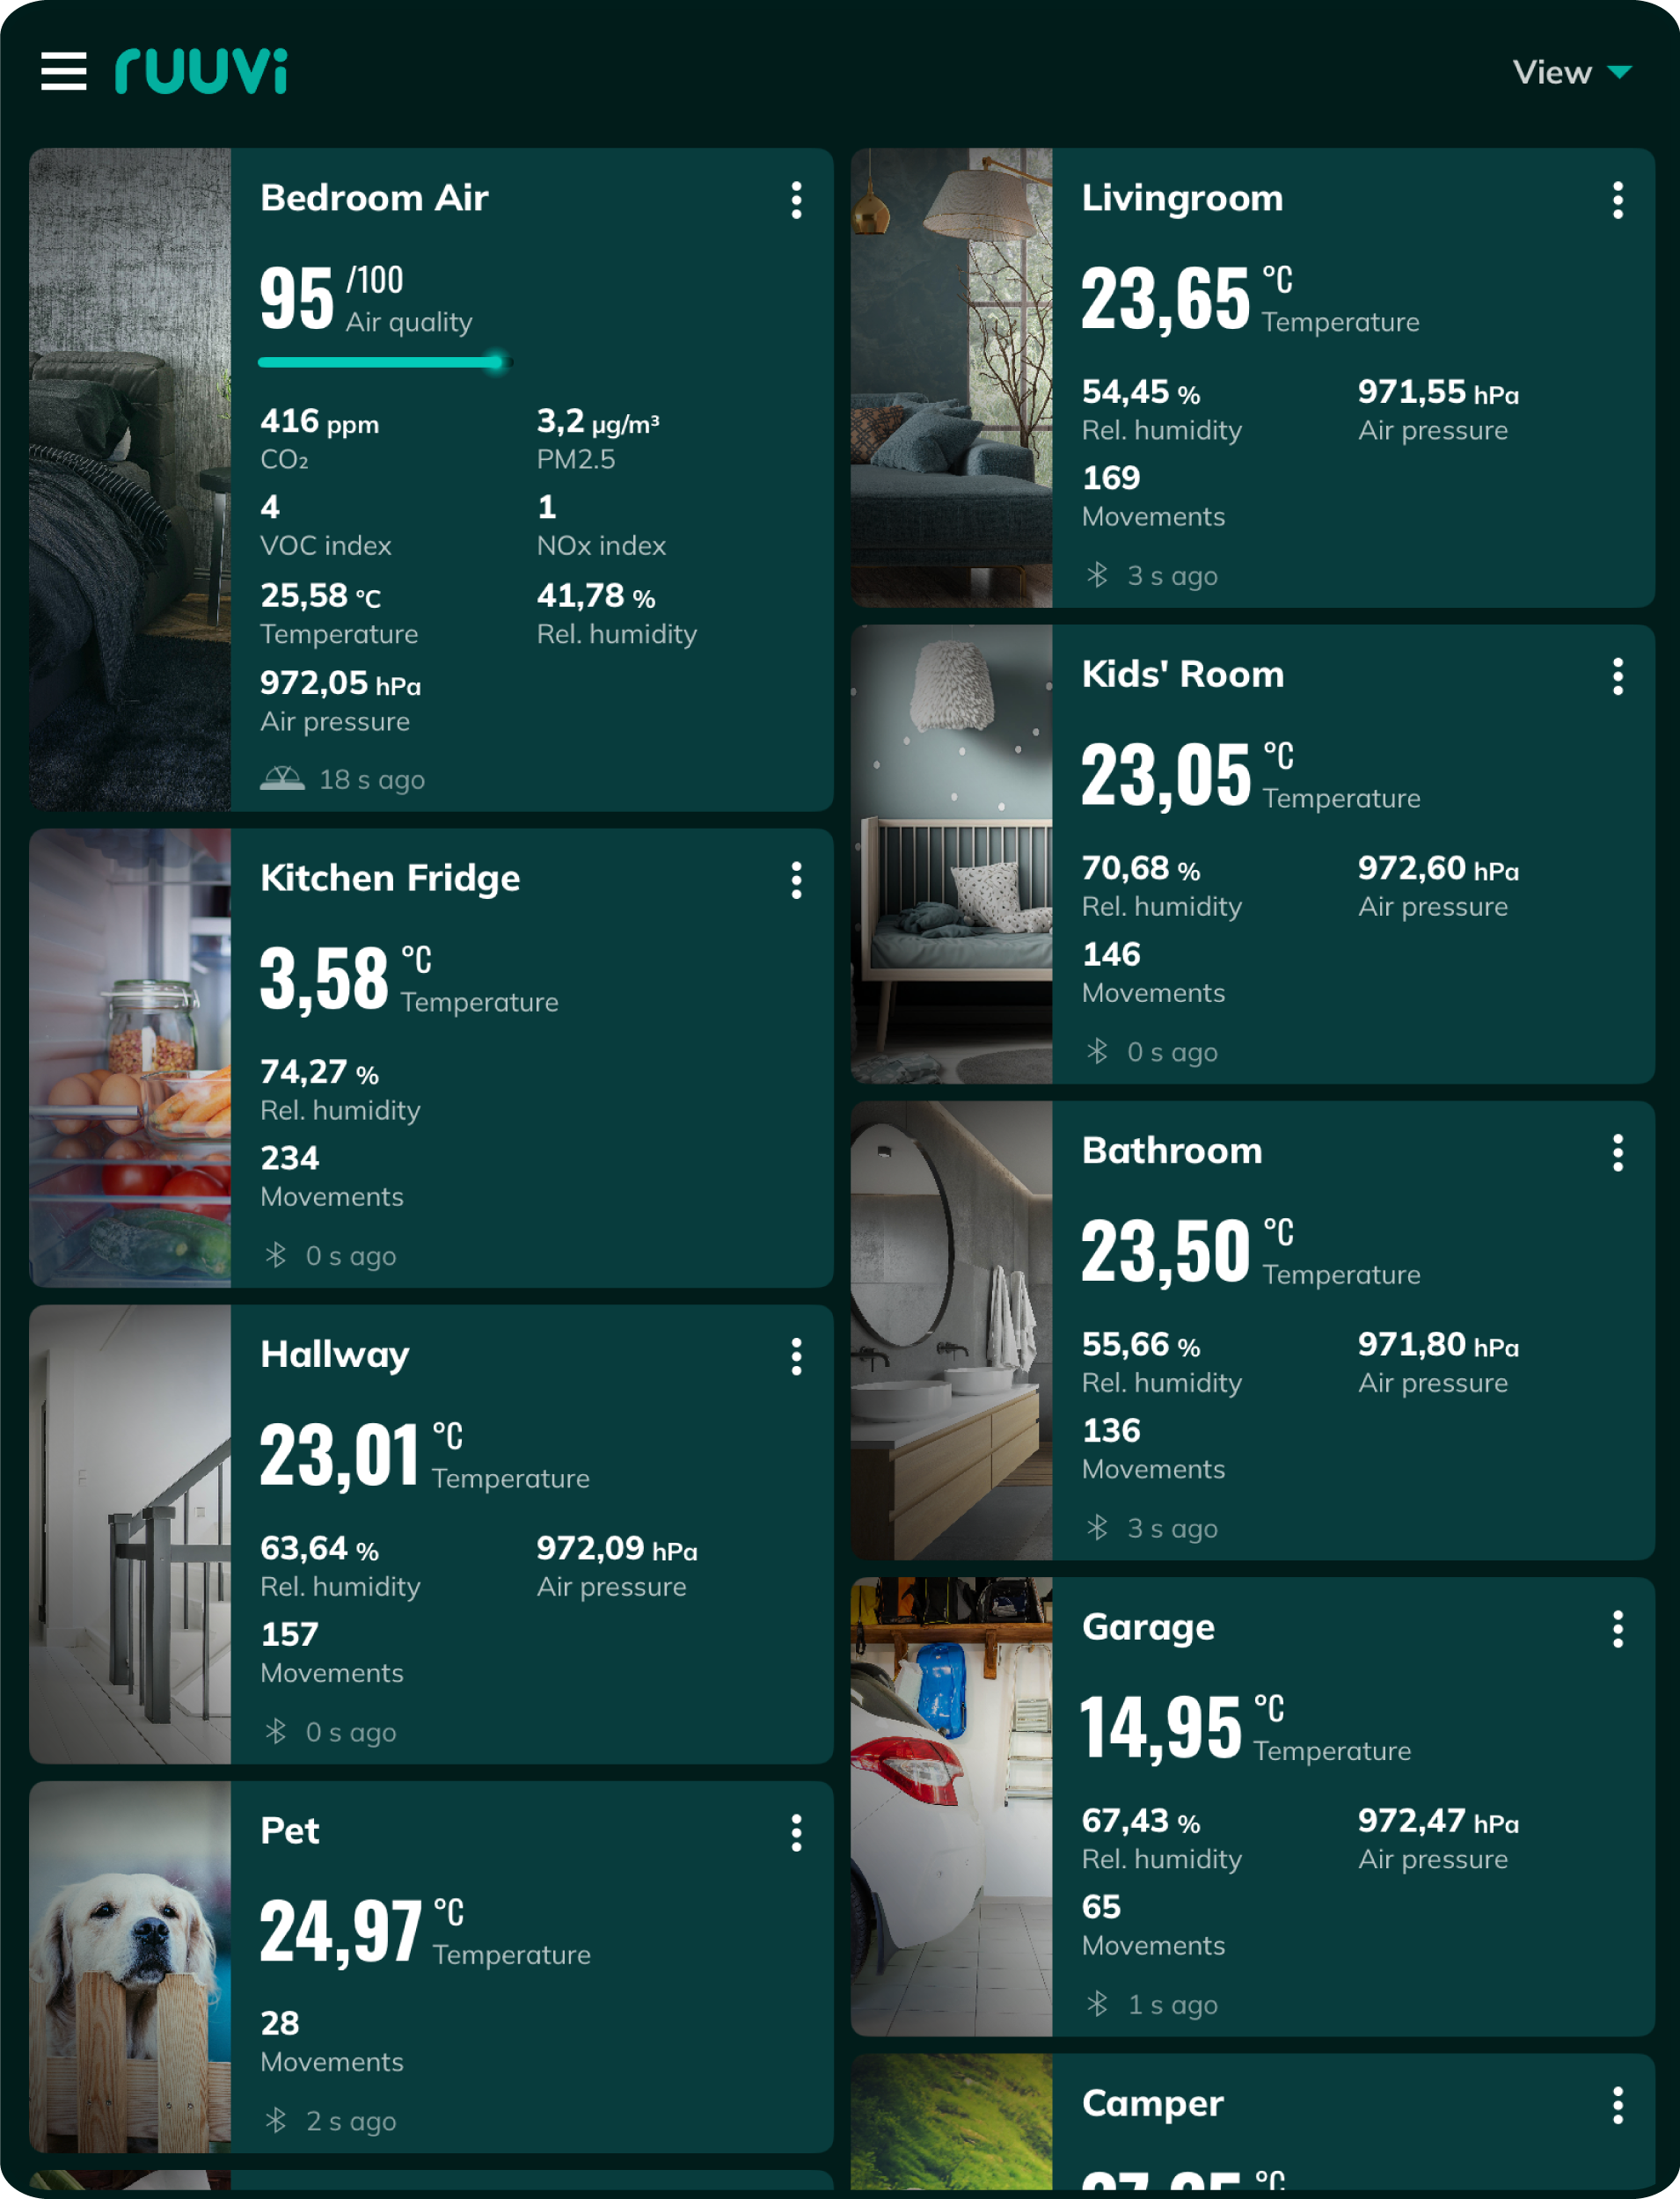 ruuvi
View
Bedroom Air
95 /100
Air quality
416 ppm 3,2 µg/m³
CO₂ PM2.5
4 1
VOC index NOx index
25,58 °C 41,78 %
Temperature Rel. humidity
972,05 hPa
Air pressure
18 s ago
Kitchen Fridge
3,58 °C
Temperature
74,27 %
Rel. humidity
234
Movements
0 s ago
Hallway
23,01 °C
Temperature
63,64 % 972,09 hPa
Rel. humidity Air pressure
157
Movements
0 s ago
Pet
24,97 °C
Temperature
28
Movements
2 s ago
Livingroom
23,65 °C
Temperature
54,45 % 971,55 hPa
Rel. humidity Air pressure
169
Movements
3 s ago
Kids' Room
23,05 °C
Temperature
70,68 % 972,60 hPa
Rel. humidity Air pressure
146
Movements
0 s ago
Bathroom
23,50 °C
Temperature
55,66 % 971,80 hPa
Rel. humidity Air pressure
136
Movements
3 s ago
Garage
14,95 °C
Temperature
67,43 % 972,47 hPa
Rel. humidity Air pressure
65
Movements
1 s ago
Camper
°C